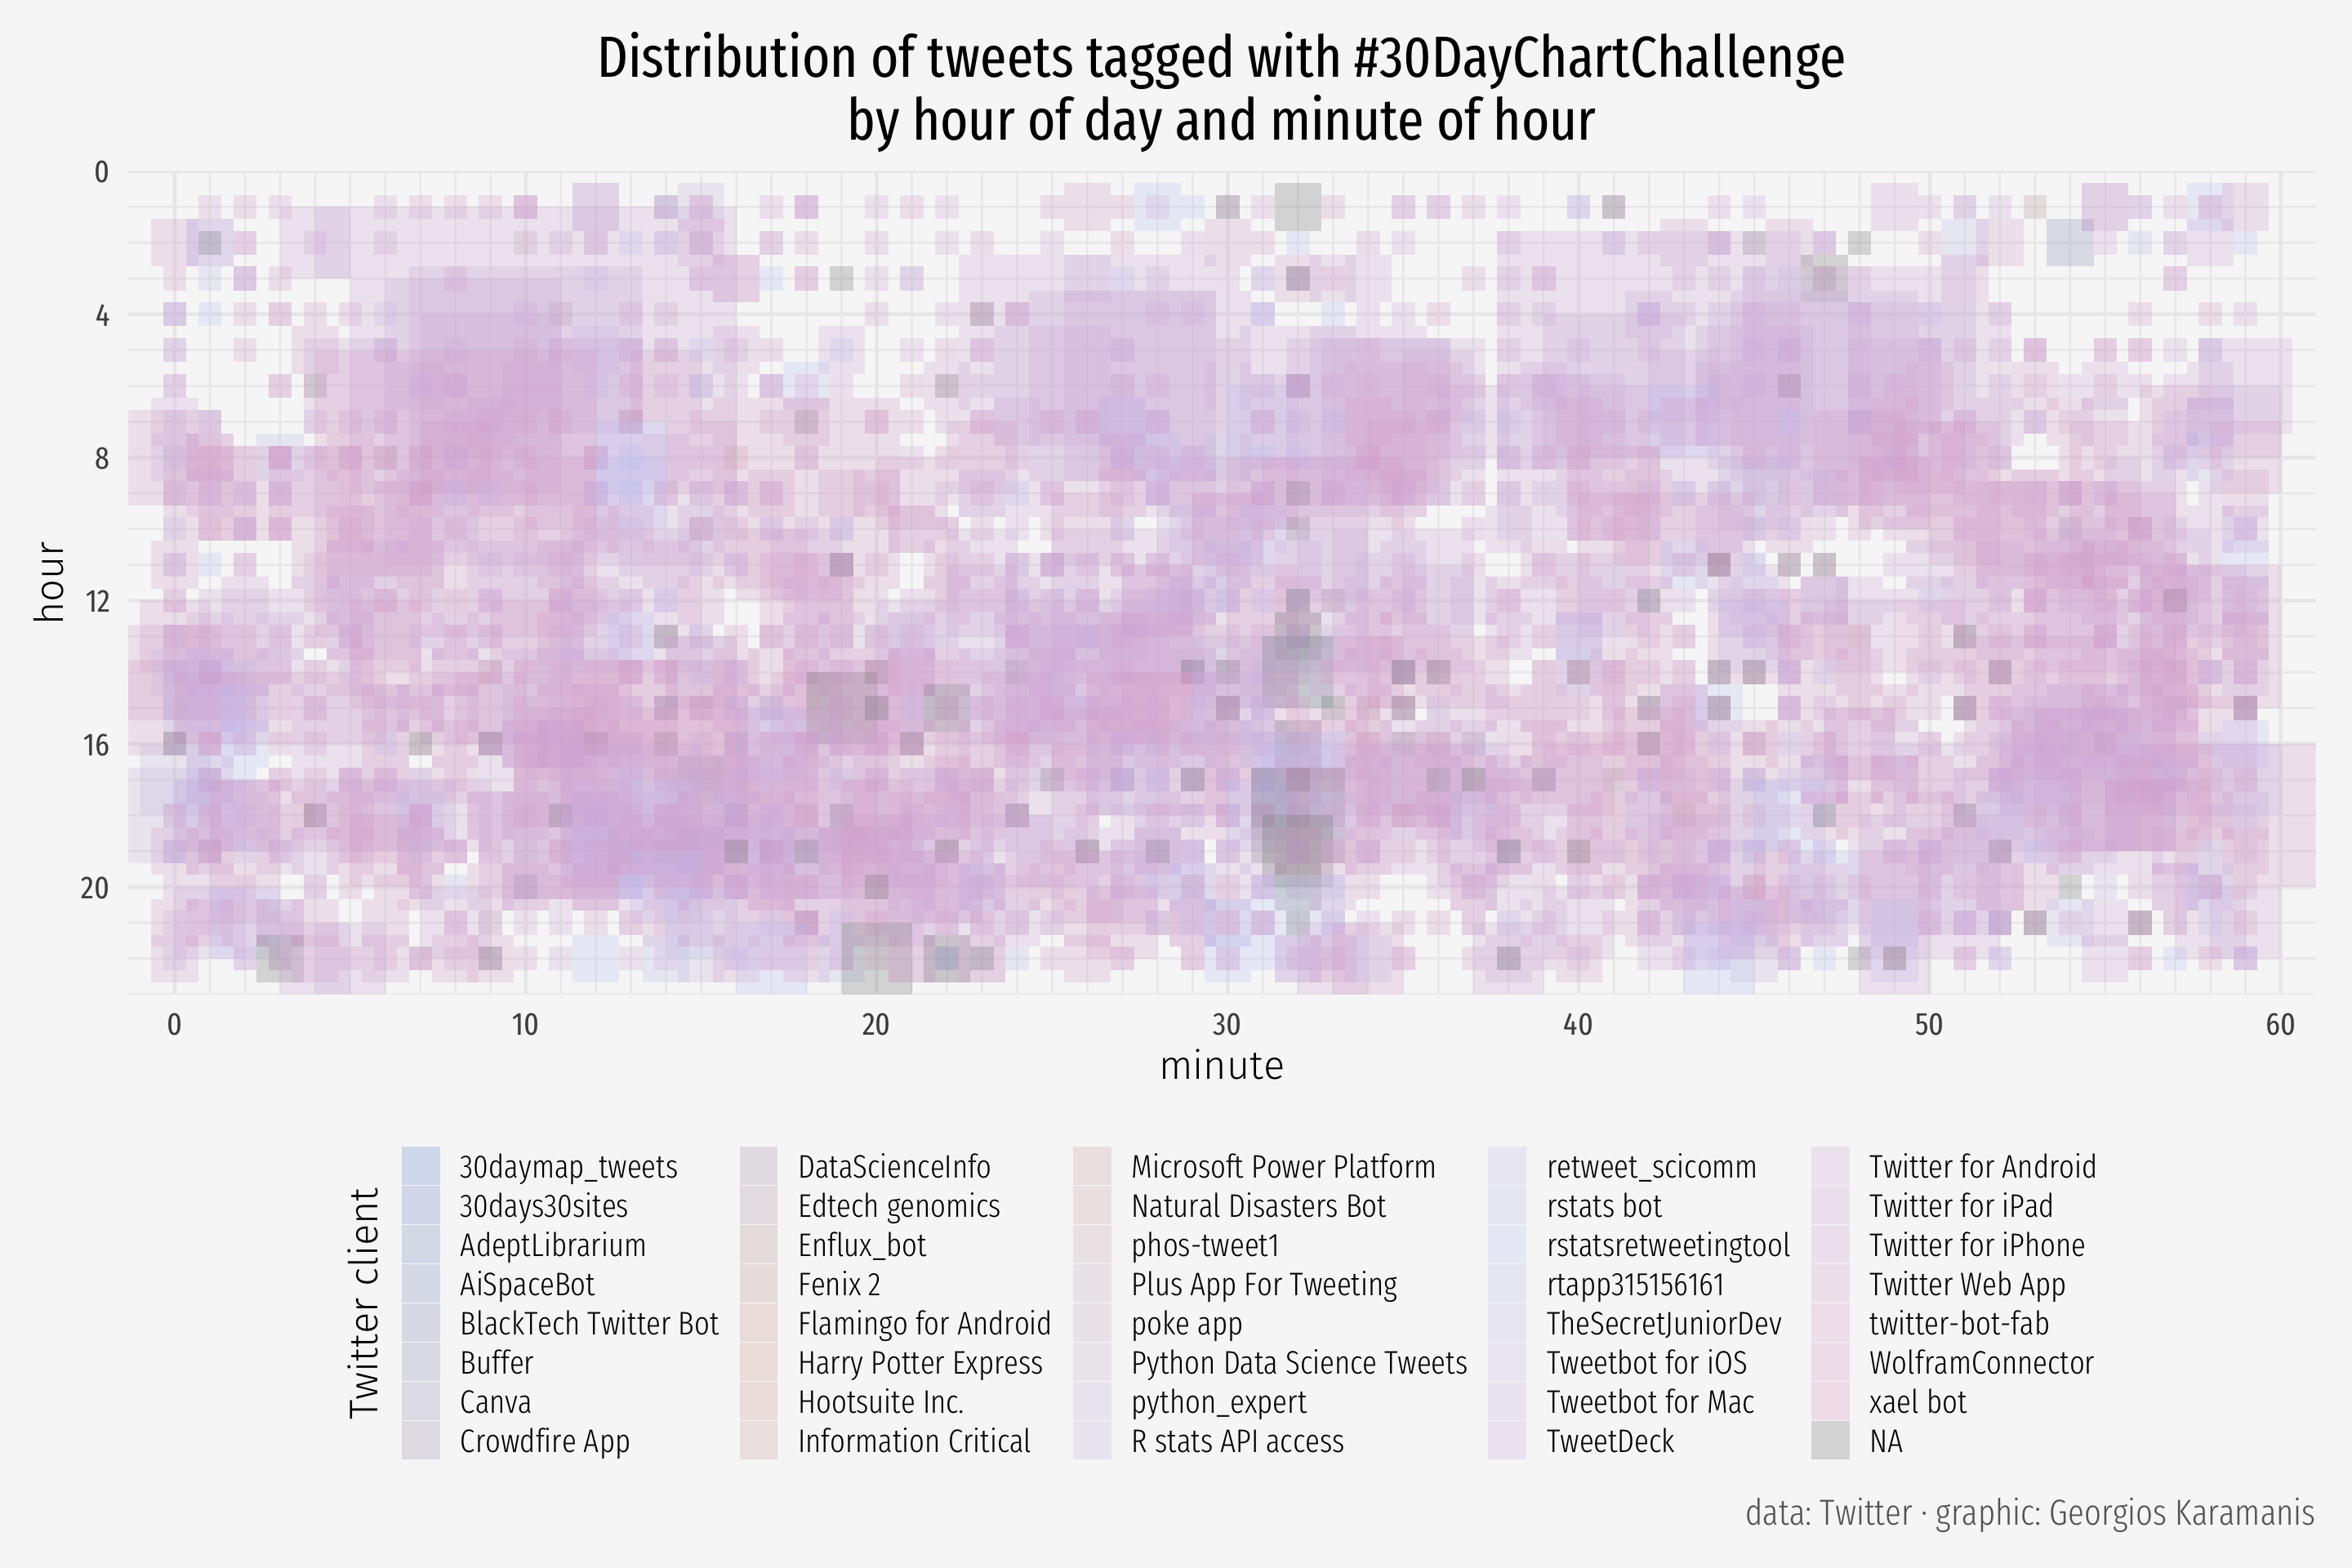 Distribution of tweets tagged with #30DayChartChallenge
by hour of day and minute of hour
0
4
8
12
16
20
hour
0 10 20 30 40 50 60
minute
Twitter client
30daymap_tweets
30days30sites
AdeptLibrarium
AiSpaceBot
BlackTech Twitter Bot
Buffer
Canva
Crowdfire App
DataScienceInfo
Edtech genomics
Enflux_bot
Fenix 2
Flamingo for Android
Harry Potter Express
Hootsuite Inc.
Information Critical
Microsoft Power Platform
Natural Disasters Bot
phos-tweet1
Plus App For Tweeting
poke app
Python Data Science Tweets
python_expert
R stats API access
retweet_scicomm
rstats bot
rstatsretweetingtool
rtapp315156161
TheSecretJuniorDev
Tweetbot for iOS
Tweetbot for Mac
TweetDeck
Twitter for Android
Twitter for iPad
Twitter for iPhone
Twitter Web App
twitter-bot-fab
WolframConnector
xael bot
NA
data: Twitter · graphic: Georgios Karamanis